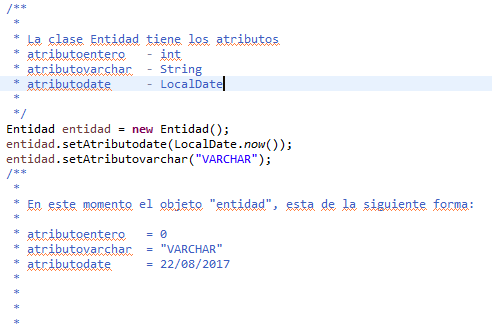 /**
 *
 * La clase Entidad tiene los atributos
 * atributoentero   - int
 * atributovarchar  - String
 * atributodate     - LocalDate
 *
 */
Entidad entidad = new Entidad();
entidad.setAtributodate(LocalDate.now());
entidad.setAtributovarchar("VARCHAR");
/**
 *
 * En este momento el objeto "entidad", esta de la siguiente forma:
 *
 * atributoentero   = 0
 * atributovarchar  = "VARCHAR"
 * atributodate     = 22/08/2017
 *
 *
 *
 *